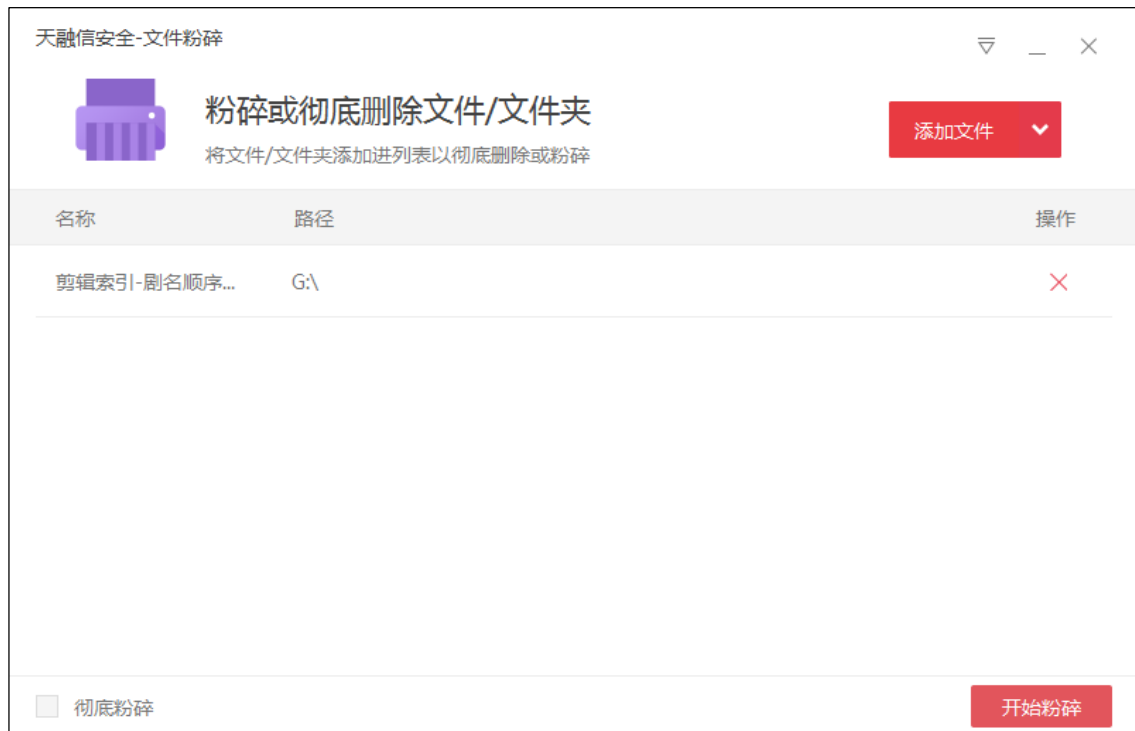 天融信安全-文件粉碎
粉碎或彻底删除文件/文件夹
将文件/文件夹添加进列表以彻底删除或粉碎
添加文件
名称 路径 操作
剪辑索引-剧名顺序... G:\
彻底粉碎 开始粉碎